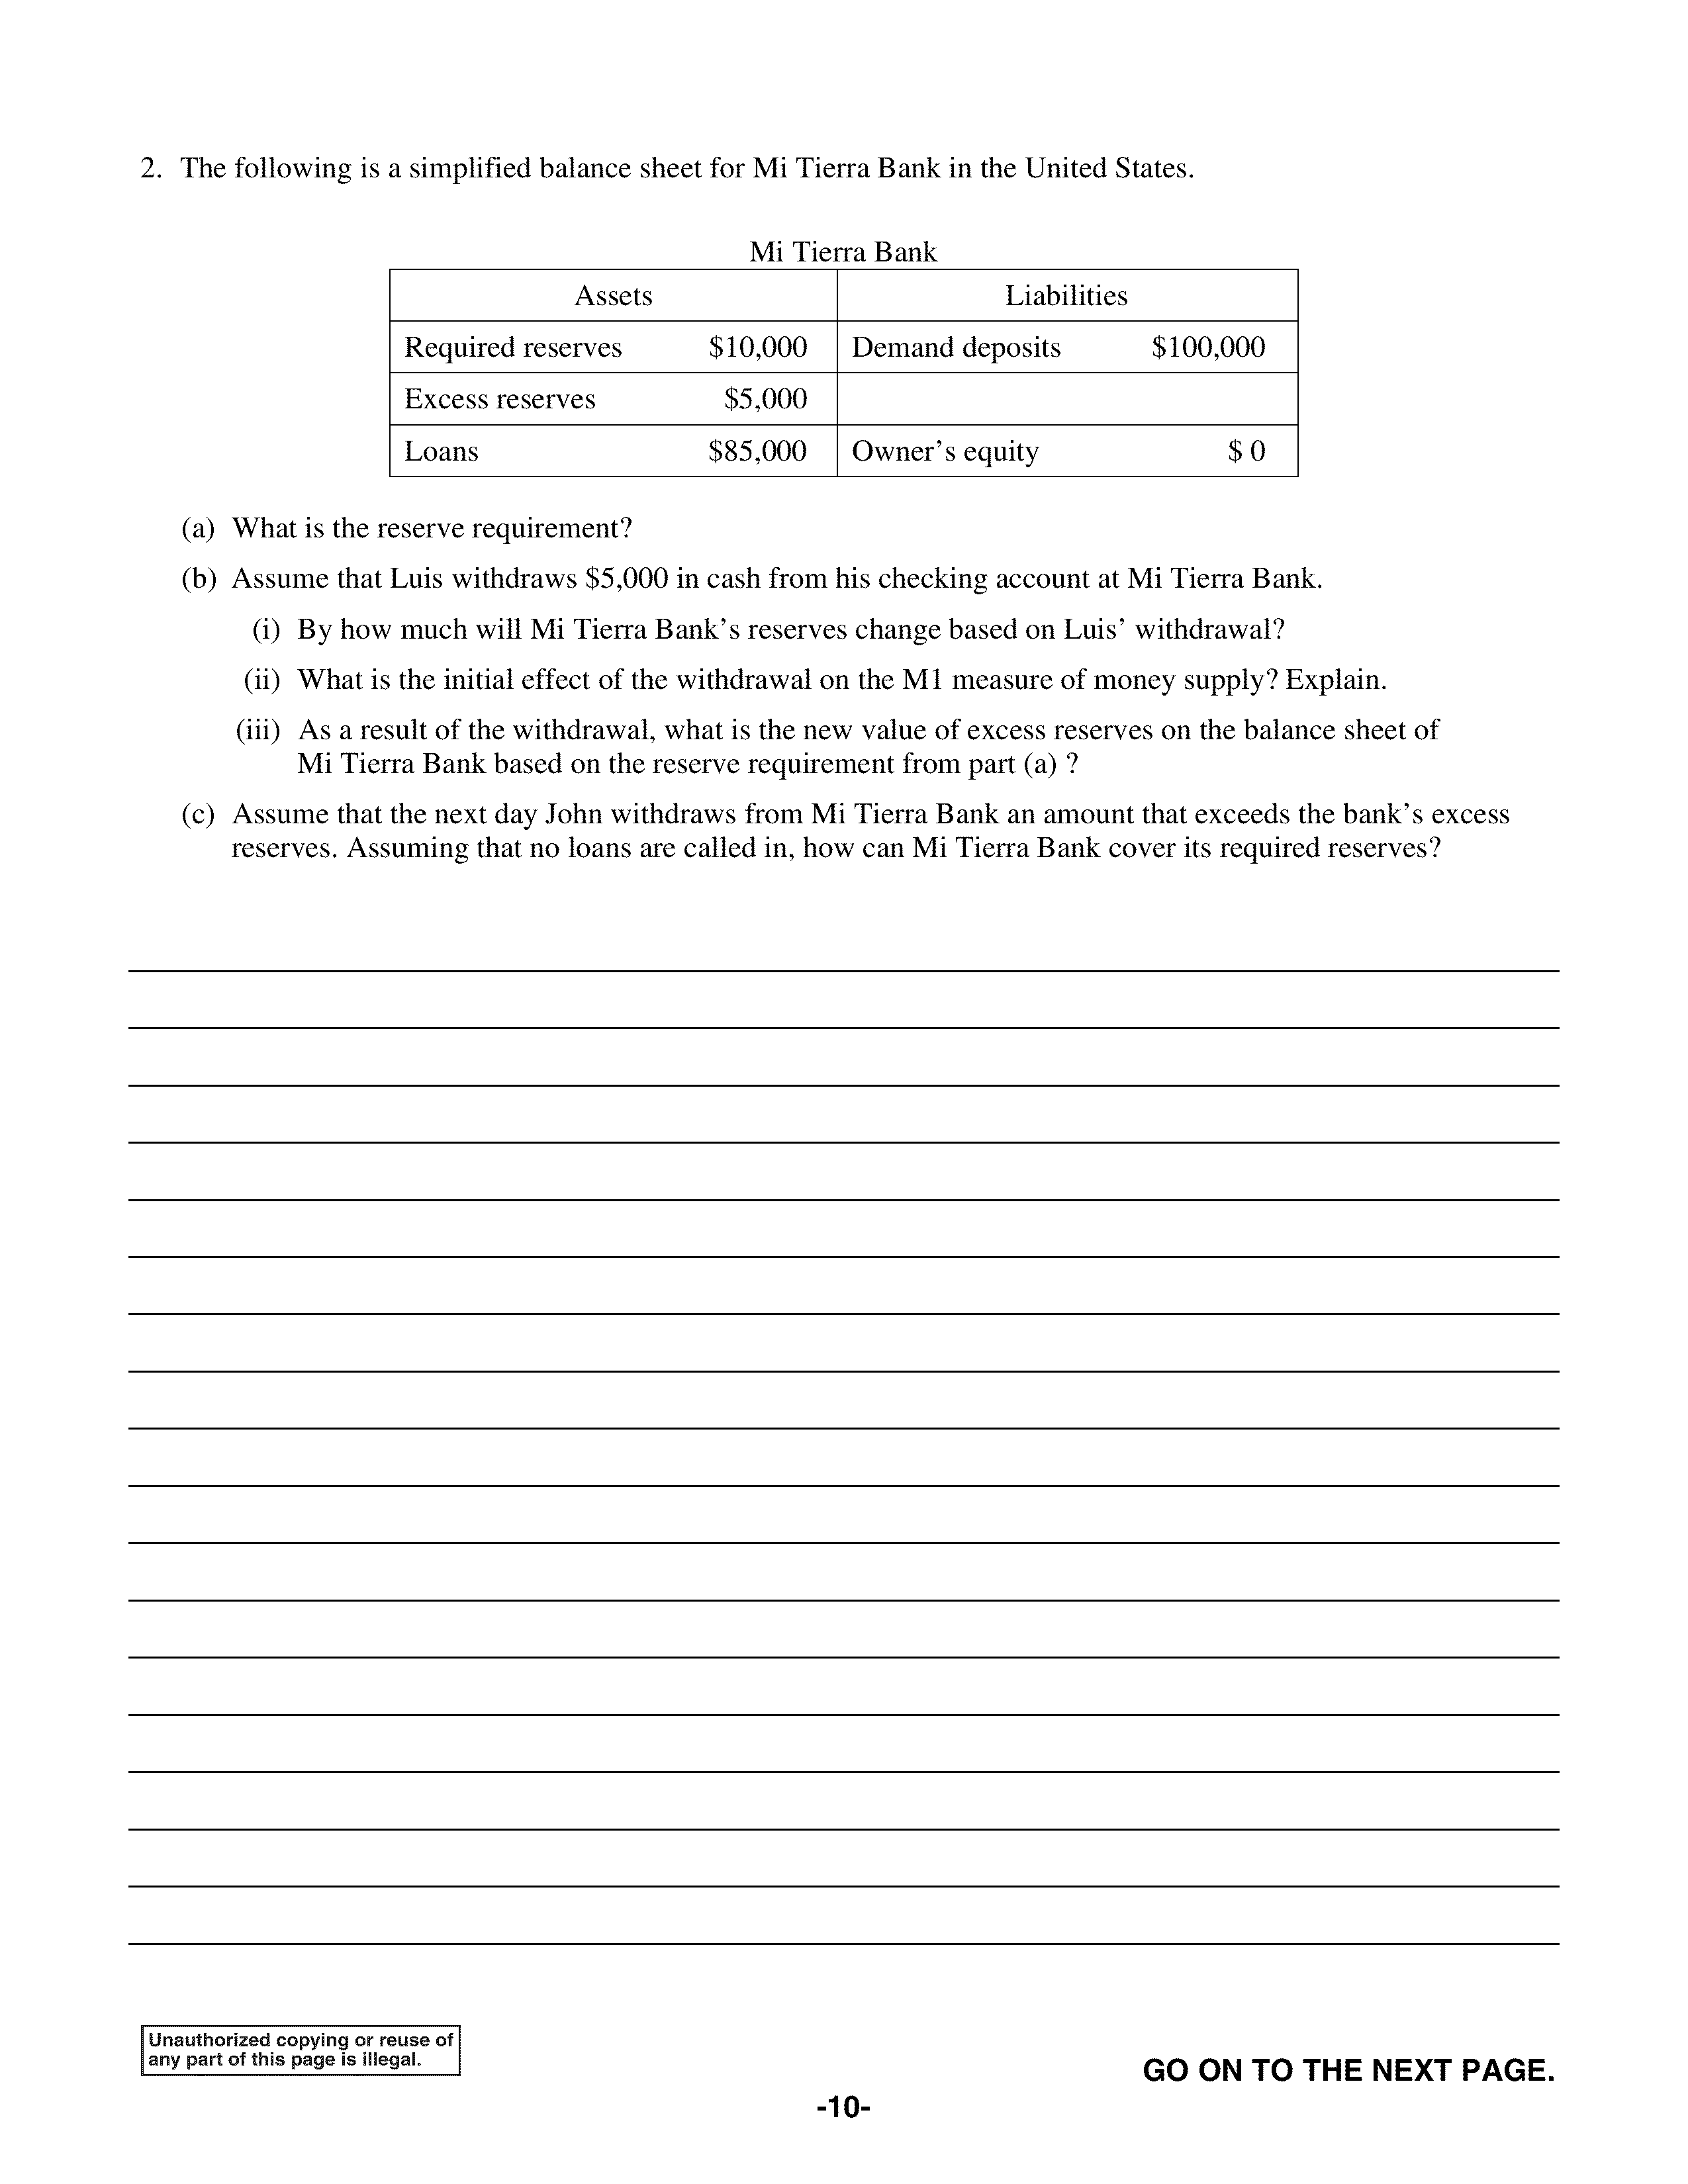 2. The following is a simplified balance sheet for Mi Tierra Bank in the United States.
Mi Tierra Bank
Assets Liabilities
Required reserves $10,000 Demand deposits $100,000
Excess reserves $5,000
Loans $85,000 Owner’s equity $ 0
(a) What is the reserve requirement?
(b) Assume that Luis withdraws $5,000 in cash from his checking account at Mi Tierra Bank.
(i) By how much will Mi Tierra Bank’s reserves change based on Luis’ withdrawal?
(ii) What is the initial effect of the withdrawal on the M1 measure of money supply? Explain.
(iii) As a result of the withdrawal, what is the new value of excess reserves on the balance sheet of
Mi Tierra Bank based on the reserve requirement from part (a) ?
(c) Assume that the next day John withdraws from Mi Tierra Bank an amount that exceeds the bank’s excess
reserves. Assuming that no loans are called in, how can Mi Tierra Bank cover its required reserves?
Unauthorized copying or reuse of
any part of this page is illegal.
GO ON TO THE NEXT PAGE.
-10-